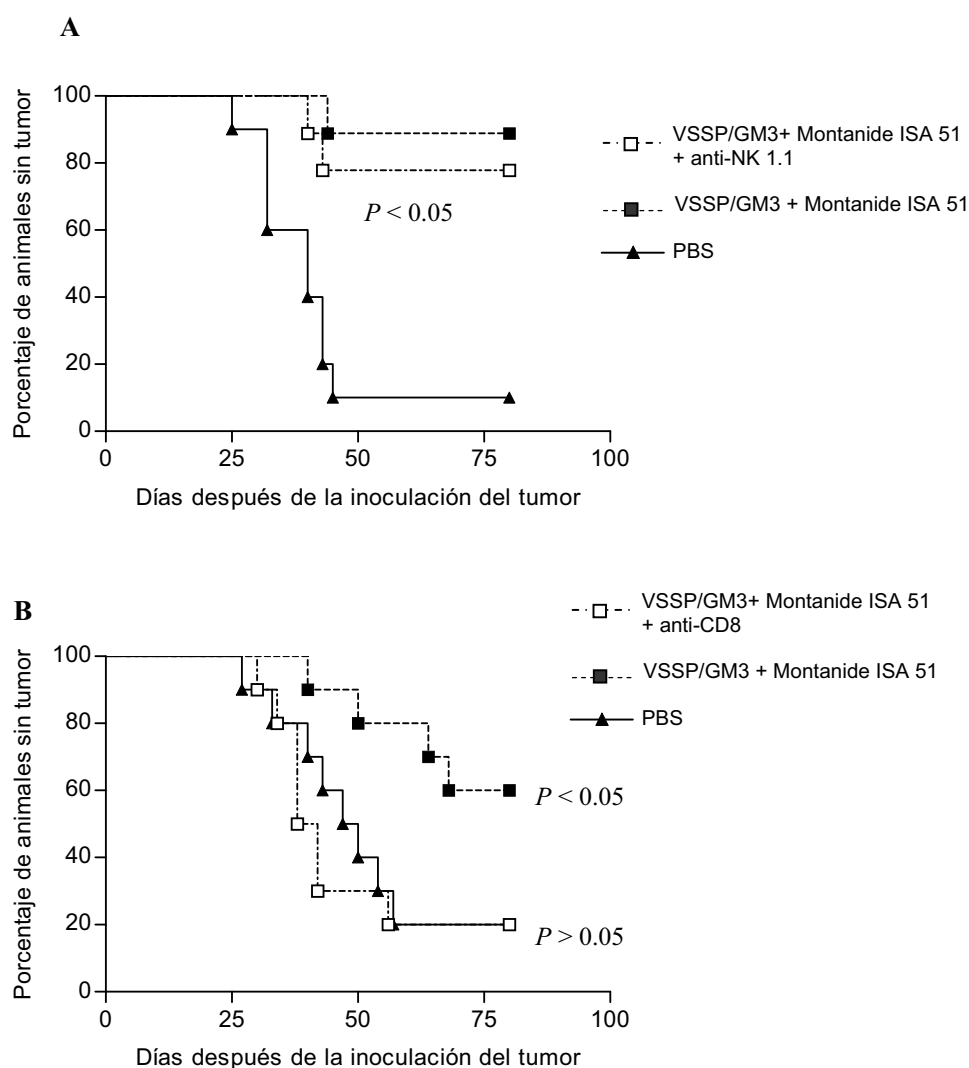 A
100
80
60
40
20
0
0 25 50 75 100
Porcentaje de animales sin tumor
Días después de la inoculación del tumor
P < 0.05
VSSP/GM3+ Montanide ISA 51
+ anti-NK 1.1
VSSP/GM3 + Montanide ISA 51
PBS
B
100
80
60
40
20
0
0 25 50 75 100
Porcentaje de animales sin tumor
Días después de la inoculación del tumor
P < 0.05
P > 0.05
VSSP/GM3+ Montanide ISA 51
+ anti-CD8
VSSP/GM3 + Montanide ISA 51
PBS